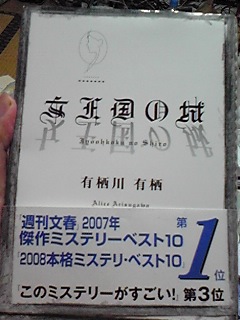 女王国の城
Jyoohkoku no Shiro
有栖川 有栖
Alice Arisugawa
『週刊文春』2007年
傑作ミステリーベスト10
『2008本格ミステリ・ベスト10』
第1位
『このミステリーがすごい!』第3位